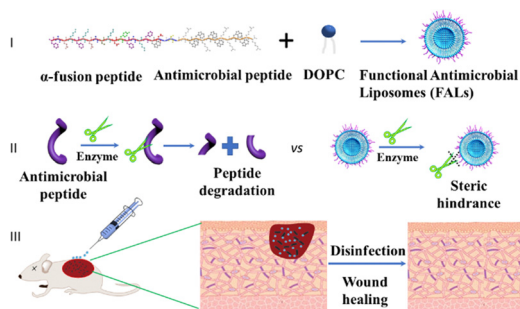 I
α-fusion peptide
Antimicrobial peptide
DOPC
Functional Antimicrobial
Liposomes (FALs)
II
Enzyme
Antimicrobial
peptide
Peptide
degradation
vs
Enzyme
Steric
hindrance
III
Disinfection
Wound
healing